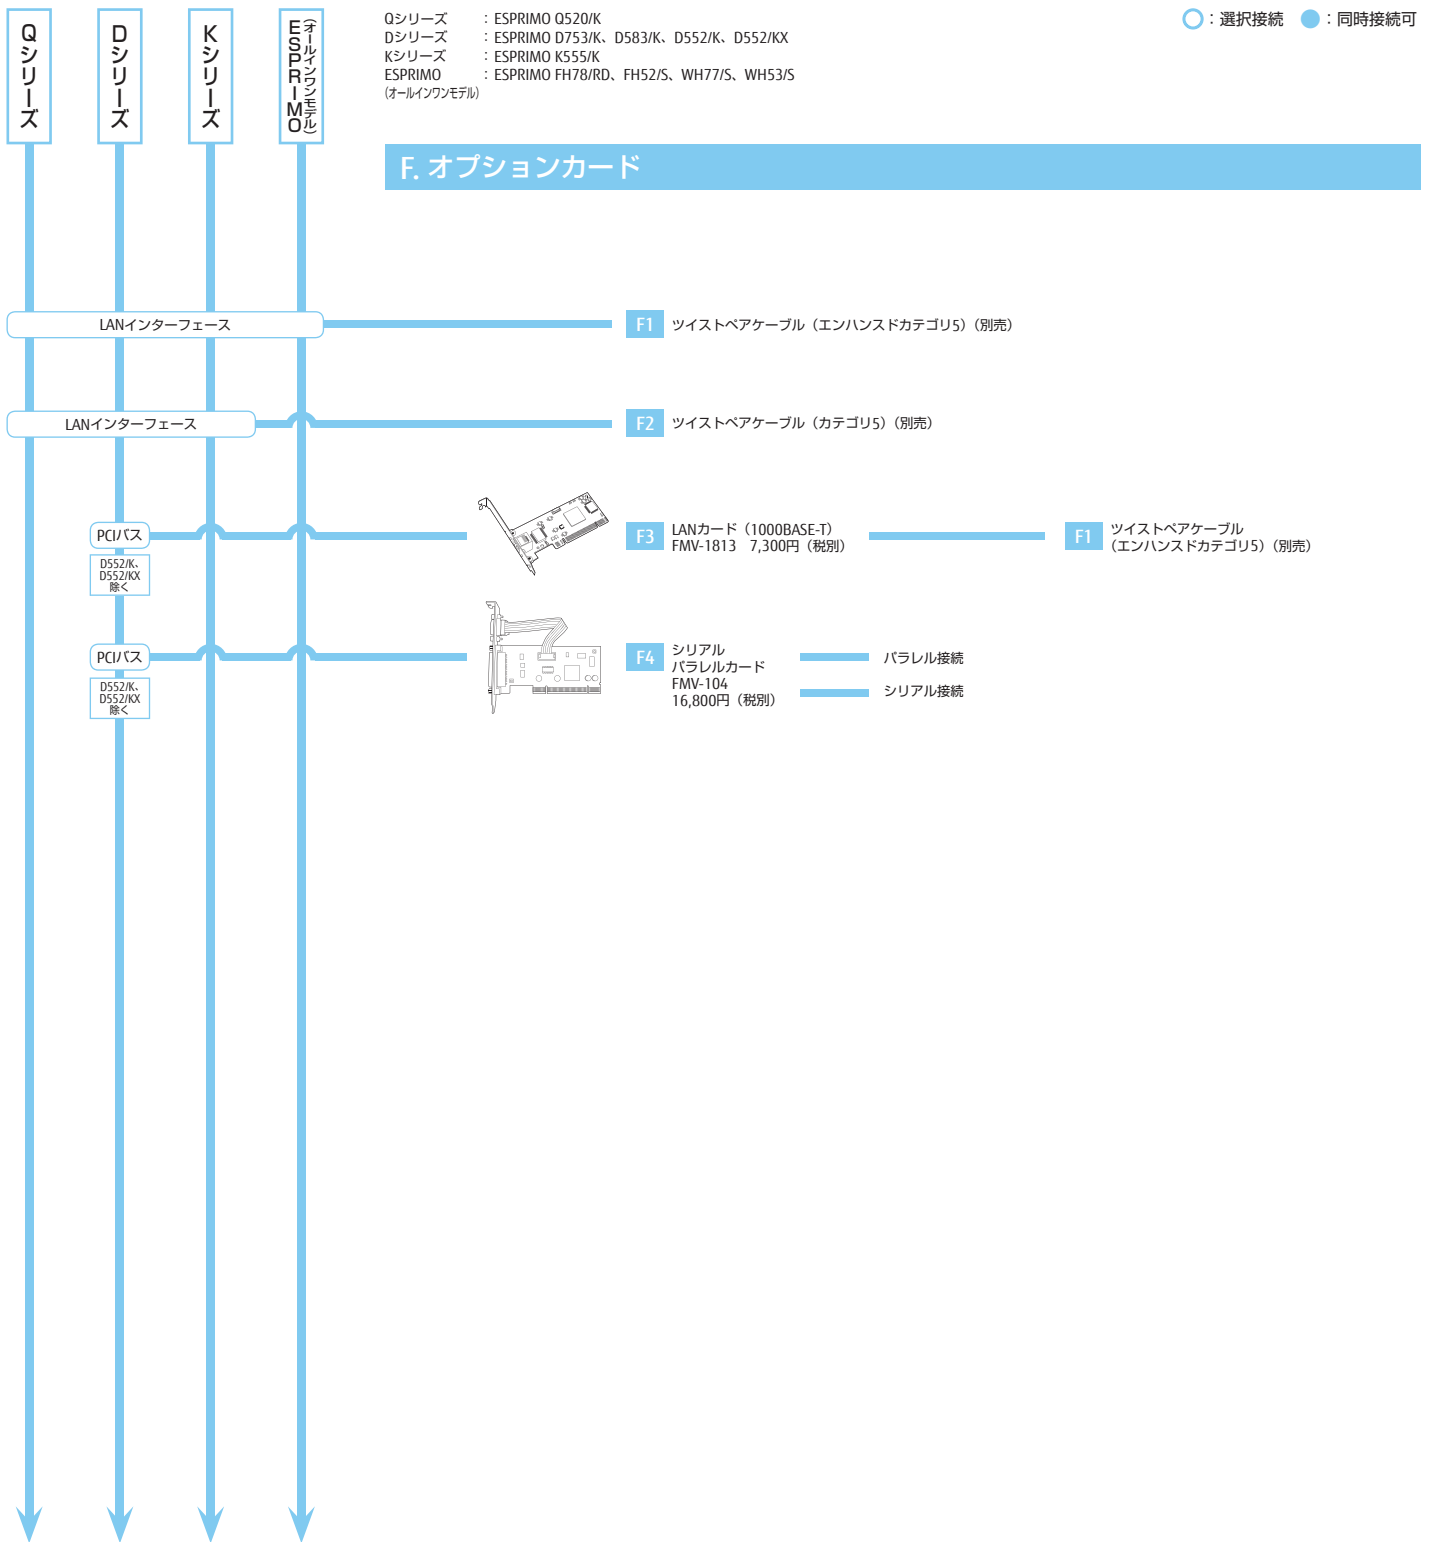 Qシリーズ
Dシリーズ
Kシリーズ
ESPRIMO
(オールインワンモデル)
Qシリーズ ：ESPRIMO Q520/K
Dシリーズ ：ESPRIMO D753/K、D583/K、D552/K、D552/KX
Kシリーズ ：ESPRIMO K555/K
ESPRIMO ：ESPRIMO FH78/RD、FH52/S、WH77/S、WH53/S
(オールインワンモデル)
：選択接続 ：同時接続可
F. オプションカード
LANインターフェース
F1 ツイストペアケーブル（エンハンスドカテゴリ5）（別売）
LANインターフェース
F2 ツイストペアケーブル（カテゴリ5）（別売）
PCIバス
D552/K、
D552/KX
除く
F3 LANカード（1000BASE-T）
FMV-1813 7,300円（税別）
F1 ツイストペアケーブル
（エンハンスドカテゴリ5）（別売）
PCIバス
D552/K、
D552/KX
除く
F4 シリアル
パラレルカード
FMV-104
16,800円（税別）
パラレル接続
シリアル接続